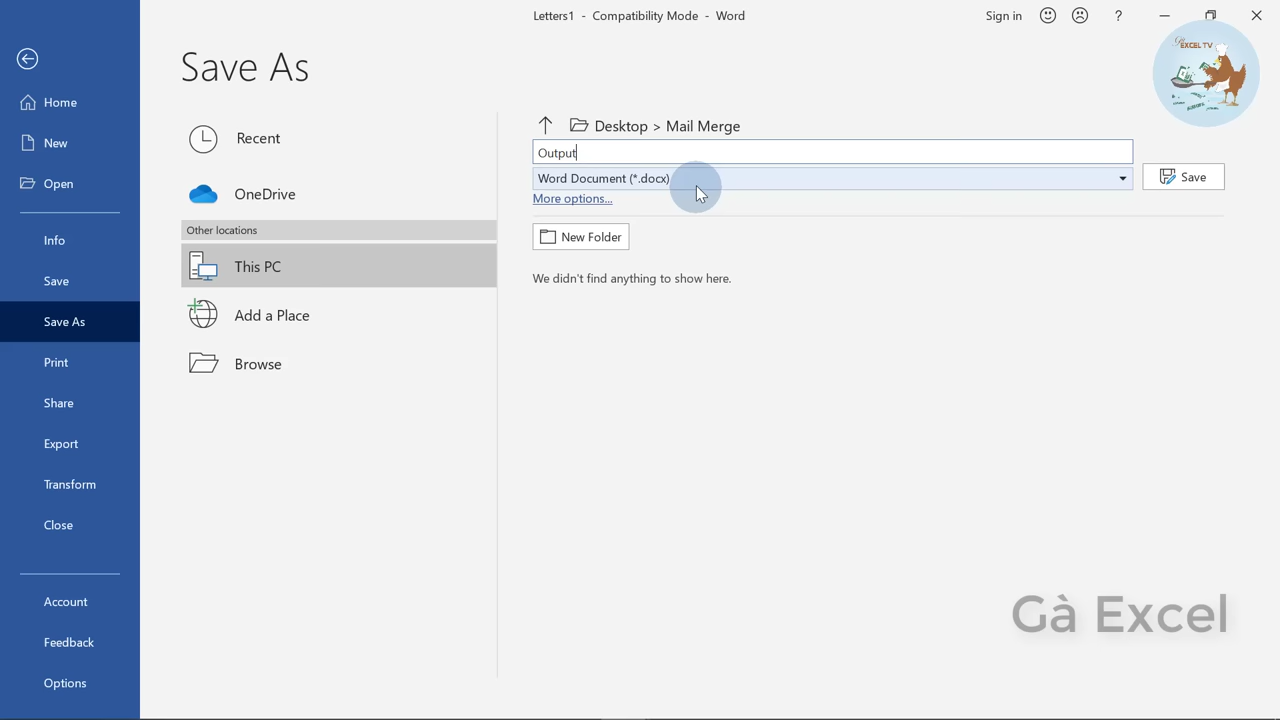 Letters1 - Compatibility Mode - Word
Sign in
?
EXCEL TV
Save As
Home
New
Open
Info
Save
Save As
Print
Share
Export
Transform
Close
Account
Feedback
Options
Recent
OneDrive
Other locations
This PC
Add a Place
Browse
Desktop > Mail Merge
Output
Word Document (*.docx)
Save
More options...
New Folder
We didn't find anything to show here.
Gà Excel